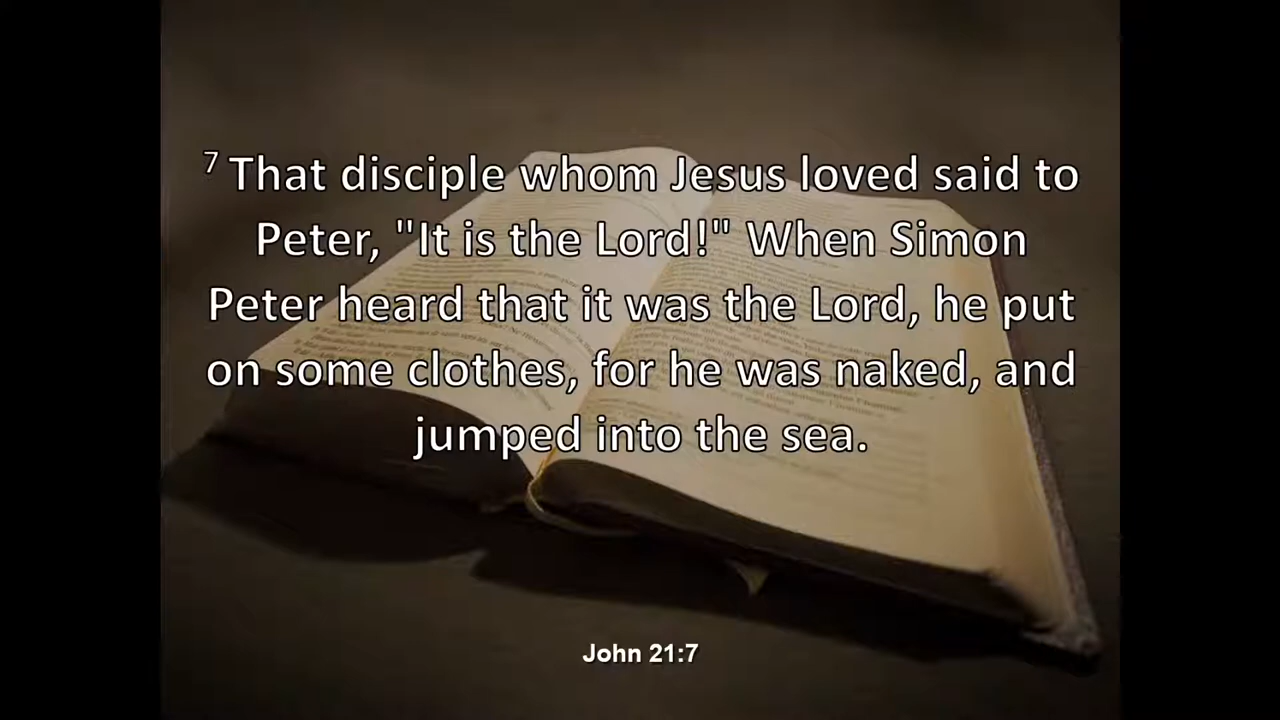 7 That disciple whom Jesus loved said to
Peter, "It is the Lord!" When Simon
Peter heard that it was the Lord, he put
on some clothes, for he was naked, and
jumped into the sea.
John 21:7